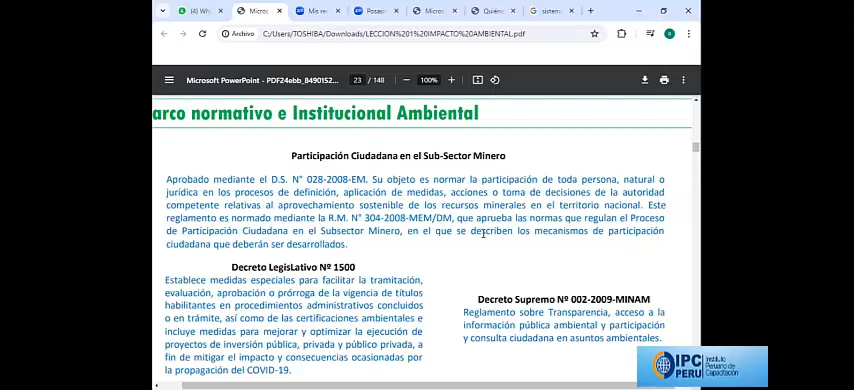 (4) Wh
Micros
Mis re
Posasi
Microc
Quién
sistem
Archivo
C:/Users/TOSHIBA/Downloads/LECCION%201%20IMPACTO%20AMBIENTAL.pdf
S
Microsoft PowerPoint - PDF24ebb_8490152...
23 / 148
100%
arco normativo e Institucional Ambiental
Participación Ciudadana en el Sub-Sector Minero
Aprobado mediante el D.S. N° 028-2008-EM. Su objeto es normar la participación de toda persona, natural o
jurídica en los procesos de definición, aplicación de medidas, acciones o toma de decisiones de la autoridad
competente relativas al aprovechamiento sostenible de los recursos minerales en el territorio nacional. Este
reglamento es normado mediante la R.M. N° 304-2008-MEM/DM, que aprueba las normas que regulan el Proceso
de Participación Ciudadana en el Subsector Minero, en el que se describen los mecanismos de participación
ciudadana que deberán ser desarrollados.
Decreto LegisLativo Nº 1500
Establece medidas especiales para facilitar la tramitación,
evaluación, aprobación o prórroga de la vigencia de títulos
habilitantes en procedimientos administrativos concluidos
o en trámite, así como de las certificaciones ambientales e
incluye medidas para mejorar y optimizar la ejecución de
proyectos de inversión pública, privada y público privada, a
fin de mitigar el impacto y consecuencias ocasionadas por
la propagación del COVID-19.
Decreto Supremo Nº 002-2009-MINAM
Reglamento sobre Transparencia, acceso a la
información pública ambiental y participación
y consulta ciudadana en asuntos ambientales.
IPC
PERU
Instituto
Peruano de
Capacitación